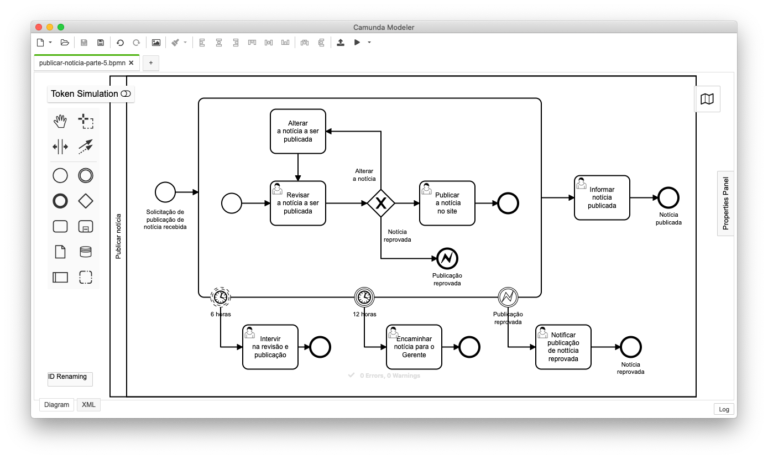 Camunda Modeler
publicar-noticia-parte-5.bpmn ×
+
Token Simulation
Publicar notícia
Solicitação de
publicação de
notícia recebida
Alterar
a notícia a ser
publicada
Revisar
a notícia a ser
publicada
Alterar
a notícia
Notícia
reprovada
Publicar
a notícia
no site
Publicação
reprovada
Informar
notícia
publicada
Notícia
publicada
Properties Panel
6 horas
12 horas
Publicação
reprovada
Intervir
na revisão e
publicação
Encaminhar
notícia para o
Gerente
Notificar
publicação
de nottícia
reprovada
Notícia
reprovada
0 Errors, 0 Warnings
ID Renaming
Diagram
XML
Log